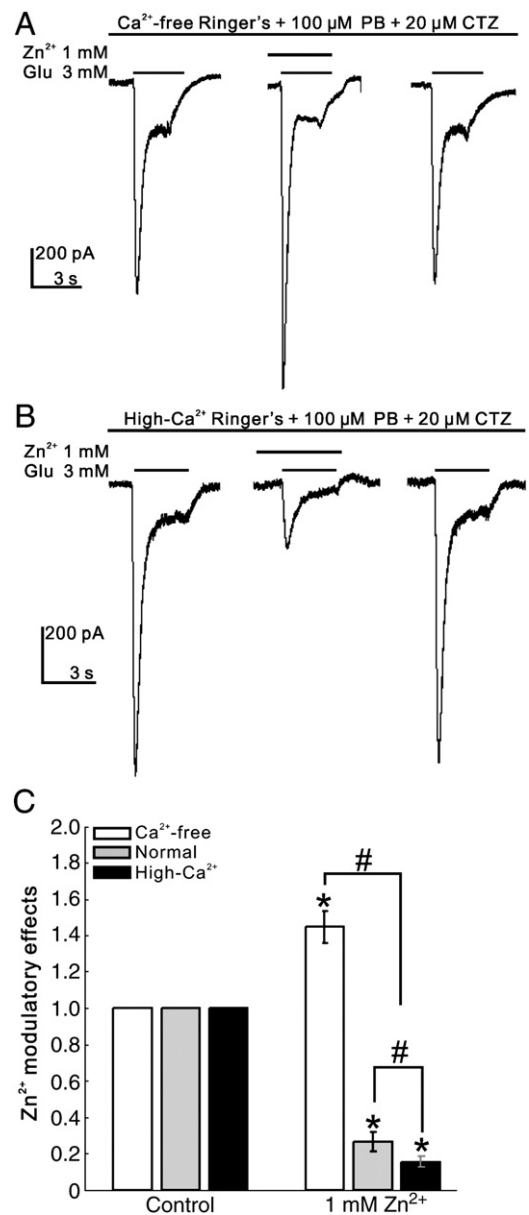 A
Ca²⁺-free Ringer's + 100 µM PB + 20 µM CTZ
Zn²⁺ 1 mM
Glu 3 mM
200 pA
3 s
B
High-Ca²⁺ Ringer's + 100 µM PB + 20 µM CTZ
Zn²⁺ 1 mM
Glu 3 mM
200 pA
3 s
C
Zn²⁺ modulatory effects
2.0
1.8
1.6
1.4
1.2
1.0
0.8
0.6
0.4
0.2
0
Ca²⁺-free
Normal
High-Ca²⁺
#
*
#
*
*
Control
1 mM Zn²⁺